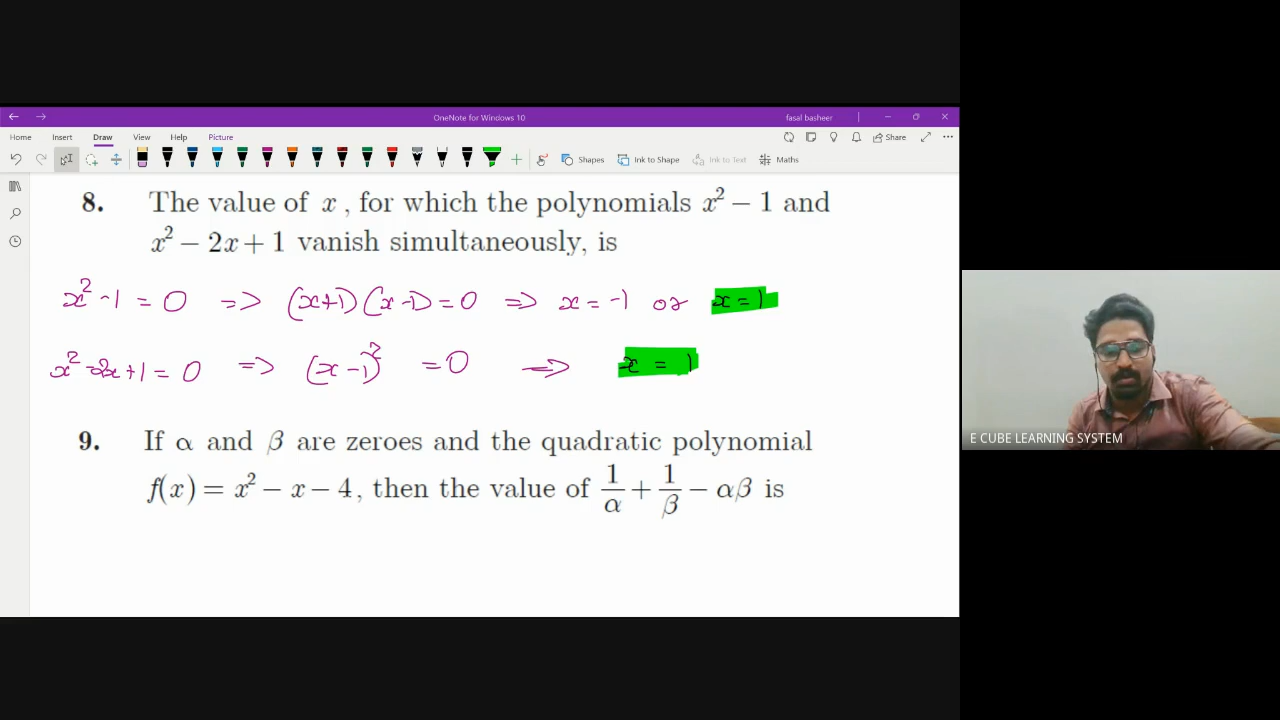 OneNote for Windows 10
fasal basheer
Home Insert Draw View Help Picture
Share
Shapes Ink to Shape Ink to Text Maths
8. The value of x, for which the polynomials x² − 1 and
x² − 2x + 1 vanish simultaneously, is
x² - 1 = 0 => (x+1)(x-1) = 0 => x = -1 or x = 1
x² - 2x + 1 = 0 => (x-1)² = 0 => x = 1
9. If α and β are zeroes and the quadratic polynomial
f(x) = x² − x − 4, then the value of 1/α + 1/β − αβ is
E CUBE LEARNING SYSTEM